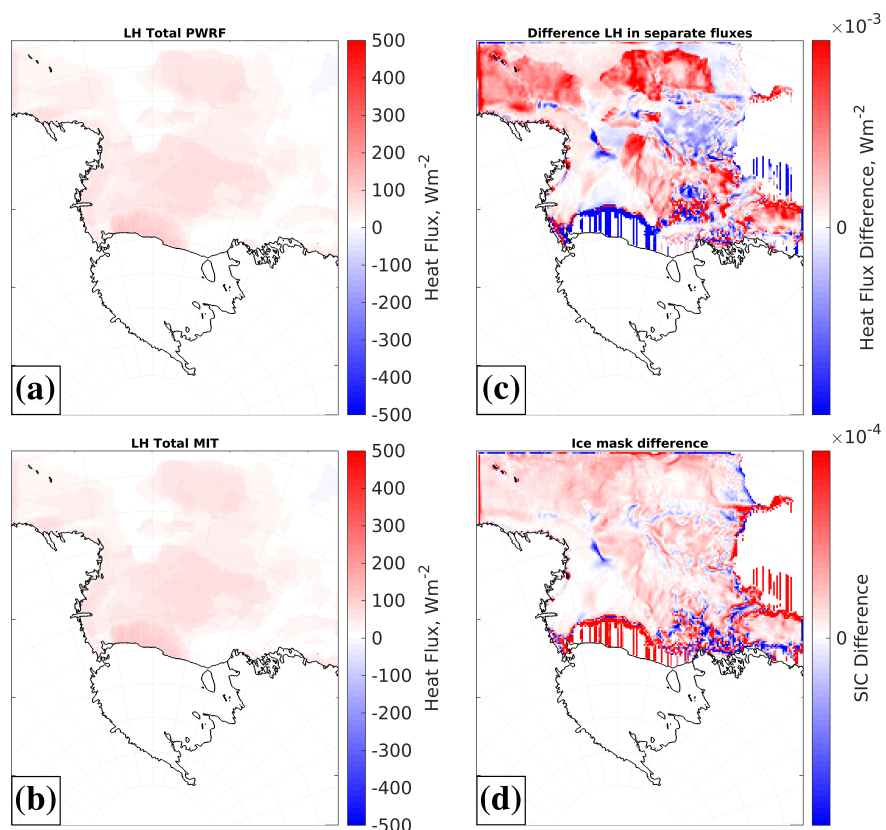 LH Total PWRF
500
400
300
200
100
0
-100
-200
-300
-400
-500
Heat Flux, Wm-2
(a)
Difference LH in separate fluxes
×10-3
0
Heat Flux Difference, Wm-2
(c)
LH Total MIT
500
400
300
200
100
0
-100
-200
-300
-400
-500
Heat Flux, Wm-2
(b)
Ice mask difference
×10-4
0
SIC Difference
(d)